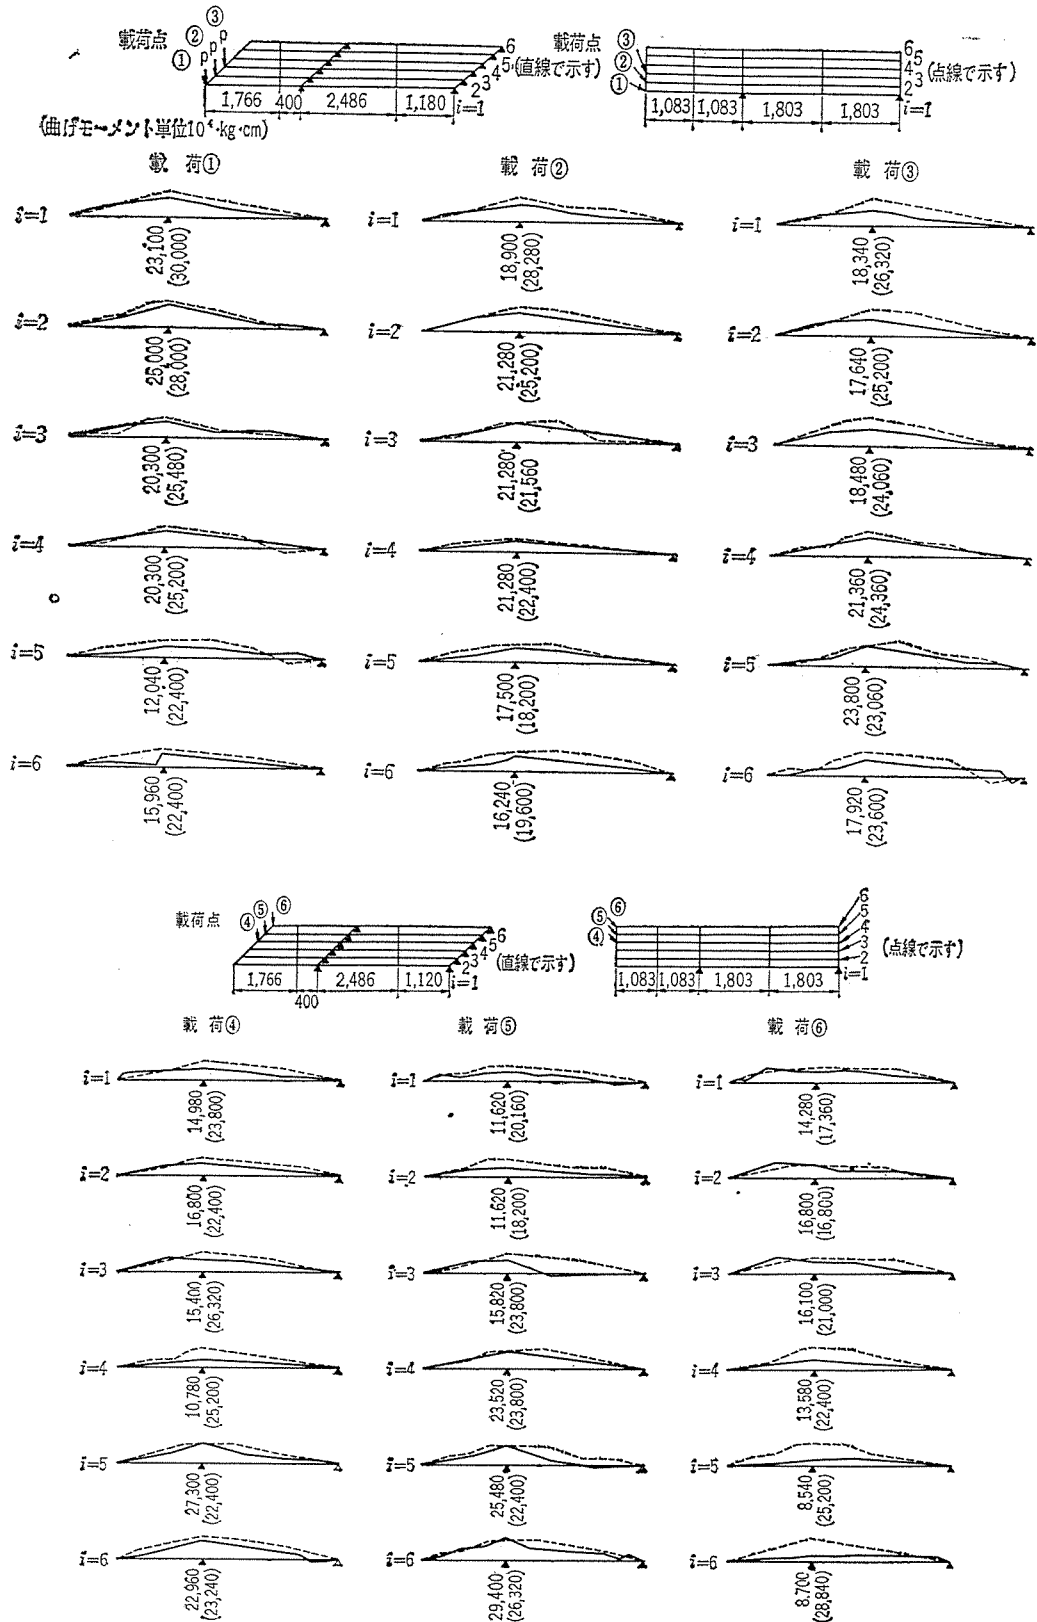 載荷点 ① ② ③
P P P
6
5 (直線で示す)
4
3
2
i=1
1,766 400 2,486 1,180
載荷点 ③ ② ①
6
5
4 (点線で示す)
3
2
i=1
1,083 1,083 1,803 1,803
(曲げモーメント単位10⁴·kg·cm)
載 荷① 載 荷② 載 荷③
i=1 i=1 i=1
23,100 18,900 18,340
(30,000) (28,280) (26,320)
i=2 i=2 i=2
21,280 17,640
(28,000) (25,200) (25,200)
i=3 i=3 i=3
20,300 21,280 18,480
(25,480) (21,560 (24,060)
i=4 i=4 i=4
20,300 21,280 21,360
(25,200) (22,400) (24,360)
i=5 i=5 i=5
12,040 17,500 23,800
(22,400) (18,200) (23,060)
i=6 i=6 i=6
15,960 16,240 17,920
(22,400) (19,600) (23,600)
載荷点 ④ ⑤ ⑥
6
5
4 (直線で示す)
3
2
i=1
1,766 400 2,486 1,120
⑥ ⑤ ④
6
5
4
3 (点線で示す)
2
i=1
1,083 1,083 1,803 1,803
載 荷④ 載 荷⑤ 載 荷⑥
i=1 i=1 i=1
14,980 11,620 14,280
(23,800) (20,160) (17,360)
i=2 i=2 i=2
16,800 11.620 16,800
(22,400) (18,200) (16,800)
i=3 i=3 i=3
15,400 15,820 16,100
(26,320) (23,800) (21,000)
i=4 i=4 i=4
10,780 23,520 13,580
(25,200) (23,800) (22,400)
i=5 i=5 i=5
27,300 25,480 8,540
(22,400) (22,400) (25,200)
i=6 i=6 i=6
22,960 29,400 8.700
(23,240) (26,320) (28,840)